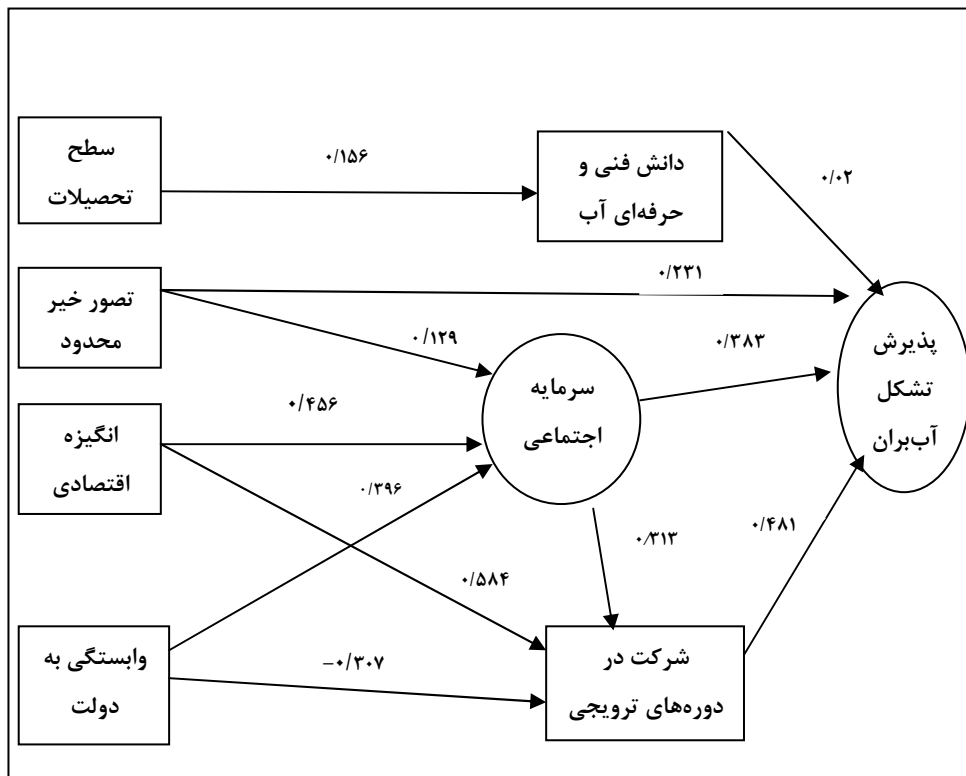 سطح
تحصیلات
۰/۱۵۶
دانش فنی و
حرفه‌ای آب
۰/۰۲
تصور خیر
محدود
۰/۲۳۱
۰/۱۲۹
پذیرش
تشکل
آب‌بران
۰/۳۸۳
سرمایه
اجتماعی
انگیزه
اقتصادی
۰/۴۵۶
۰/۳۹۶
۰/۵۸۴
۰/۳۱۳
۰/۴۸۱
وابستگی به
دولت
−۰/۳۰۷
شرکت در
دوره‌های ترویجی